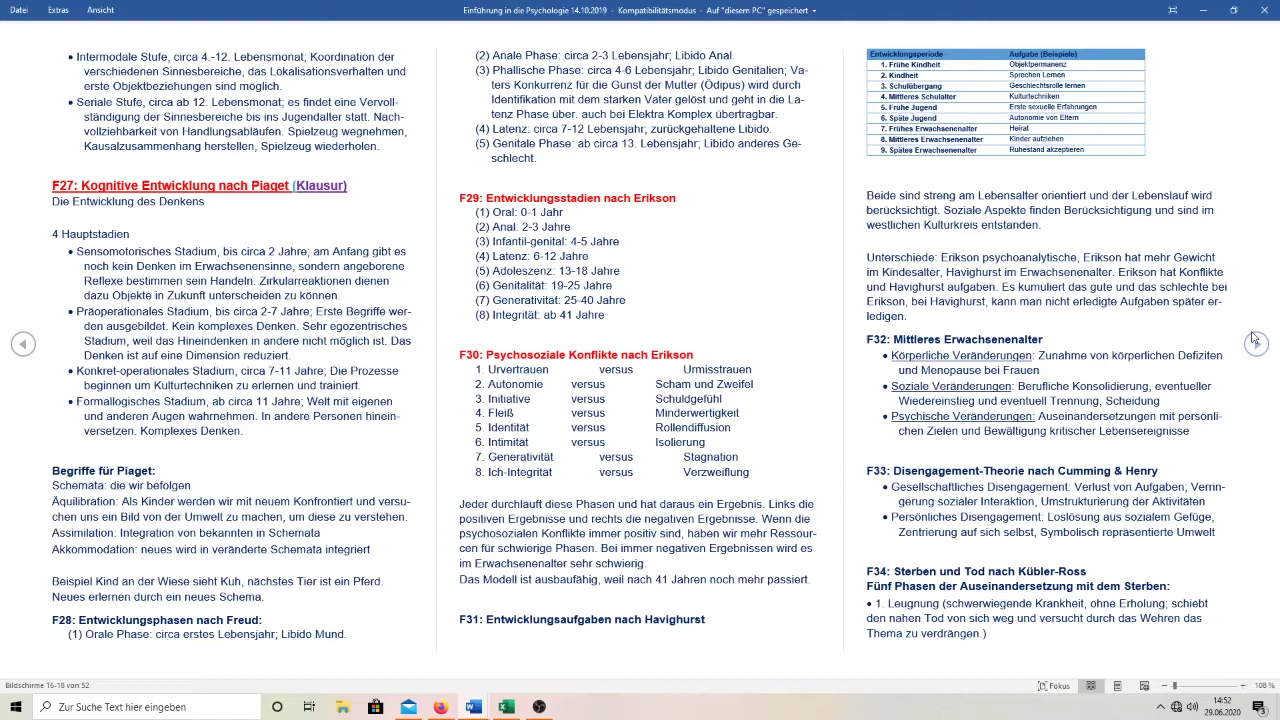 Datei Extras Ansicht
Einführung in die Psychologie 14.10.2019 - Kompatibilitätsmodus - Auf "diesem PC" gespeichert
• Intermodale Stufe, circa 4.-12. Lebensmonat; Koordination der
verschiedenen Sinnesbereiche, das Lokalisationsverhalten und
erste Objektbeziehungen sind möglich.
• Seriale Stufe, circa ab 12. Lebensmonat; es findet eine Vervoll-
ständigung der Sinnesbereiche bis ins Jugendalter statt. Nach-
vollziehbarkeit von Handlungsabläufen. Spielzeug wegnehmen,
Kausalzusammenhang herstellen, Spielzeug wiederholen.
F27: Kognitive Entwicklung nach Piaget (Klausur)
Die Entwicklung des Denkens
4 Hauptstadien
• Sensomotorisches Stadium, bis circa 2 Jahre; am Anfang gibt es
noch kein Denken im Erwachsenensinne, sondern angeborene
Reflexe bestimmen sein Handeln. Zirkularreaktionen dienen
dazu Objekte in Zukunft unterscheiden zu können.
• Präoperationales Stadium, bis circa 2-7 Jahre; Erste Begriffe wer-
den ausgebildet. Kein komplexes Denken. Sehr egozentrisches
Stadium, weil das Hineindenken in andere nicht möglich ist. Das
Denken ist auf eine Dimension reduziert.
• Konkret-operationales Stadium, circa 7-11 Jahre; Die Prozesse
beginnen um Kulturtechniken zu erlernen und trainiert.
• Formallogisches Stadium, ab circa 11 Jahre; Welt mit eigenen
und anderen Augen wahrnehmen. In andere Personen hinein-
versetzen. Komplexes Denken.
Begriffe für Piaget:
Schemata: die wir befolgen
Äquilibration: Als Kinder werden wir mit neuem Konfrontiert und versu-
chen uns ein Bild von der Umwelt zu machen, um diese zu verstehen.
Assimilation: Integration von bekannten in Schemata
Akkommodation: neues wird in veränderte Schemata integriert
Beispiel Kind an der Wiese sieht Kuh, nächstes Tier ist ein Pferd.
Neues erlernen durch ein neues Schema.
F28: Entwicklungsphasen nach Freud:
(1) Orale Phase: circa erstes Lebensjahr; Libido Mund.
(2) Anale Phase: circa 2-3 Lebensjahr; Libido Anal.
(3) Phallische Phase: circa 4-6 Lebensjahr; Libido Genitalien; Va-
ters Konkurrenz für die Gunst der Mutter (Ödipus) wird durch
Identifikation mit dem starken Vater gelöst und geht in die La-
tenz Phase über. auch bei Elektra Komplex übertragbar.
(4) Latenz: circa 7-12 Lebensjahr; zurückgehaltene Libido.
(5) Genitale Phase: ab circa 13. Lebensjahr; Libido anderes Ge-
schlecht.
F29: Entwicklungsstadien nach Erikson
(1) Oral: 0-1 Jahr
(2) Anal: 2-3 Jahre
(3) Infantil-genital: 4-5 Jahre
(4) Latenz: 6-12 Jahre
(5) Adoleszenz: 13-18 Jahre
(6) Genitalität: 19-25 Jahre
(7) Generativität: 25-40 Jahre
(8) Integrität: ab 41 Jahre
F30: Psychosoziale Konflikte nach Erikson
1. Urvertrauen versus Urmisstrauen
2. Autonomie versus Scham und Zweifel
3. Initiative versus Schuldgefühl
4. Fleiß versus Minderwertigkeit
5. Identität versus Rollendiffusion
6. Intimität versus Isolierung
7. Generativität versus Stagnation
8. Ich-Integrität versus Verzweiflung
Jeder durchläuft diese Phasen und hat daraus ein Ergebnis. Links die
positiven Ergebnisse und rechts die negativen Ergebnisse. Wenn die
psychosozialen Konflikte immer positiv sind, haben wir mehr Ressour-
cen für schwierige Phasen. Bei immer negativen Ergebnissen wird es
im Erwachsenenalter sehr schwierig.
Das Modell ist ausbaufähig, weil nach 41 Jahren noch mehr passiert.
F31: Entwicklungsaufgaben nach Havighurst
Entwicklungsperiode Aufgabe (Beispiele)
1. Frühe Kindheit Objektpermanenz
2. Kindheit Sprechen Lernen
3. Schulübergang Geschlechtsrolle lernen
4. Mittleres Schulalter Kulturtechniken
5. Frühe Jugend Erste sexuelle Erfahrungen
6. Späte Jugend Autonomie von Eltern
7. Frühes Erwachsenenalter Heirat
8. Mittleres Erwachsenenalter Kinder aufziehen
9. Spätes Erwachsenenalter Ruhestand akzeptieren
Beide sind streng am Lebensalter orientiert und der Lebenslauf wird
berücksichtigt. Soziale Aspekte finden Berücksichtigung und sind im
westlichen Kulturkreis entstanden.
Unterschiede: Erikson psychoanalytische, Erikson hat mehr Gewicht
im Kindesalter, Havighurst im Erwachsenenalter. Erikson hat Konflikte
und Havighurst aufgaben. Es kumuliert das gute und das schlechte bei
Erikson, bei Havighurst, kann man nicht erledigte Aufgaben später er-
ledigen.
F32: Mittleres Erwachsenenalter
• Körperliche Veränderungen: Zunahme von körperlichen Defiziten
und Menopause bei Frauen
• Soziale Veränderungen: Berufliche Konsolidierung, eventueller
Wiedereinstieg und eventuell Trennung, Scheidung
• Psychische Veränderungen: Auseinandersetzungen mit persönli-
chen Zielen und Bewältigung kritischer Lebensereignisse
F33: Disengagement-Theorie nach Cumming & Henry
• Gesellschaftliches Disengagement: Verlust von Aufgaben; Verrin-
gerung sozialer Interaktion, Umstrukturierung der Aktivitäten
• Persönliches Disengagement: Loslösung aus sozialem Gefüge,
Zentrierung auf sich selbst, Symbolisch repräsentierte Umwelt
F34: Sterben und Tod nach Kübler-Ross
Fünf Phasen der Auseinandersetzung mit dem Sterben:
• 1. Leugnung (schwerwiegende Krankheit, ohne Erholung; schiebt
den nahen Tod von sich weg und versucht durch das Wehren das
Thema zu verdrängen.)
Bildschirme 16-18 von 52
Fokus
108 %
Zur Suche Text hier eingeben
14:52
29.06.2020
3